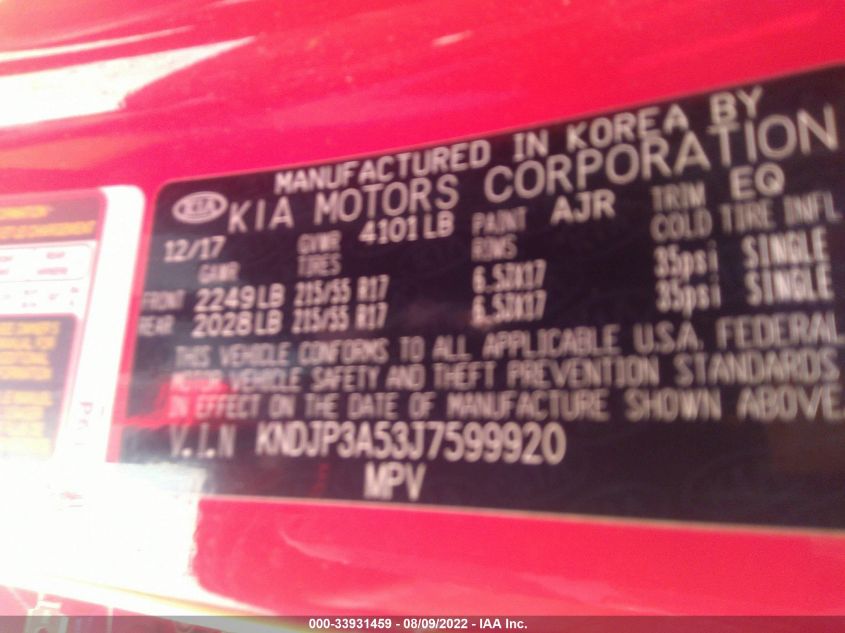 MANUFACTURED IN KOREA BY
KIA KIA MOTORS CORPORATION
12/17 GVWR 4101 LB PAINT AJR TRIM EQ
GAWR TIRES RIMS COLD TIRE INFL
FRONT 2249 LB 215/55 R17 6.5JX17 35psi SINGLE
REAR 2028 LB 215/55 R17 6.5JX17 35psi SINGLE
THIS VEHICLE CONFORMS TO ALL APPLICABLE U.S.A. FEDERAL
MOTOR VEHICLE SAFETY AND THEFT PREVENTION STANDARDS
IN EFFECT ON THE DATE OF MANUFACTURE SHOWN ABOVE.
V.I.N KNDJP3A53J7599920
MPV
000-33931459 - 08/09/2022 - IAA Inc.